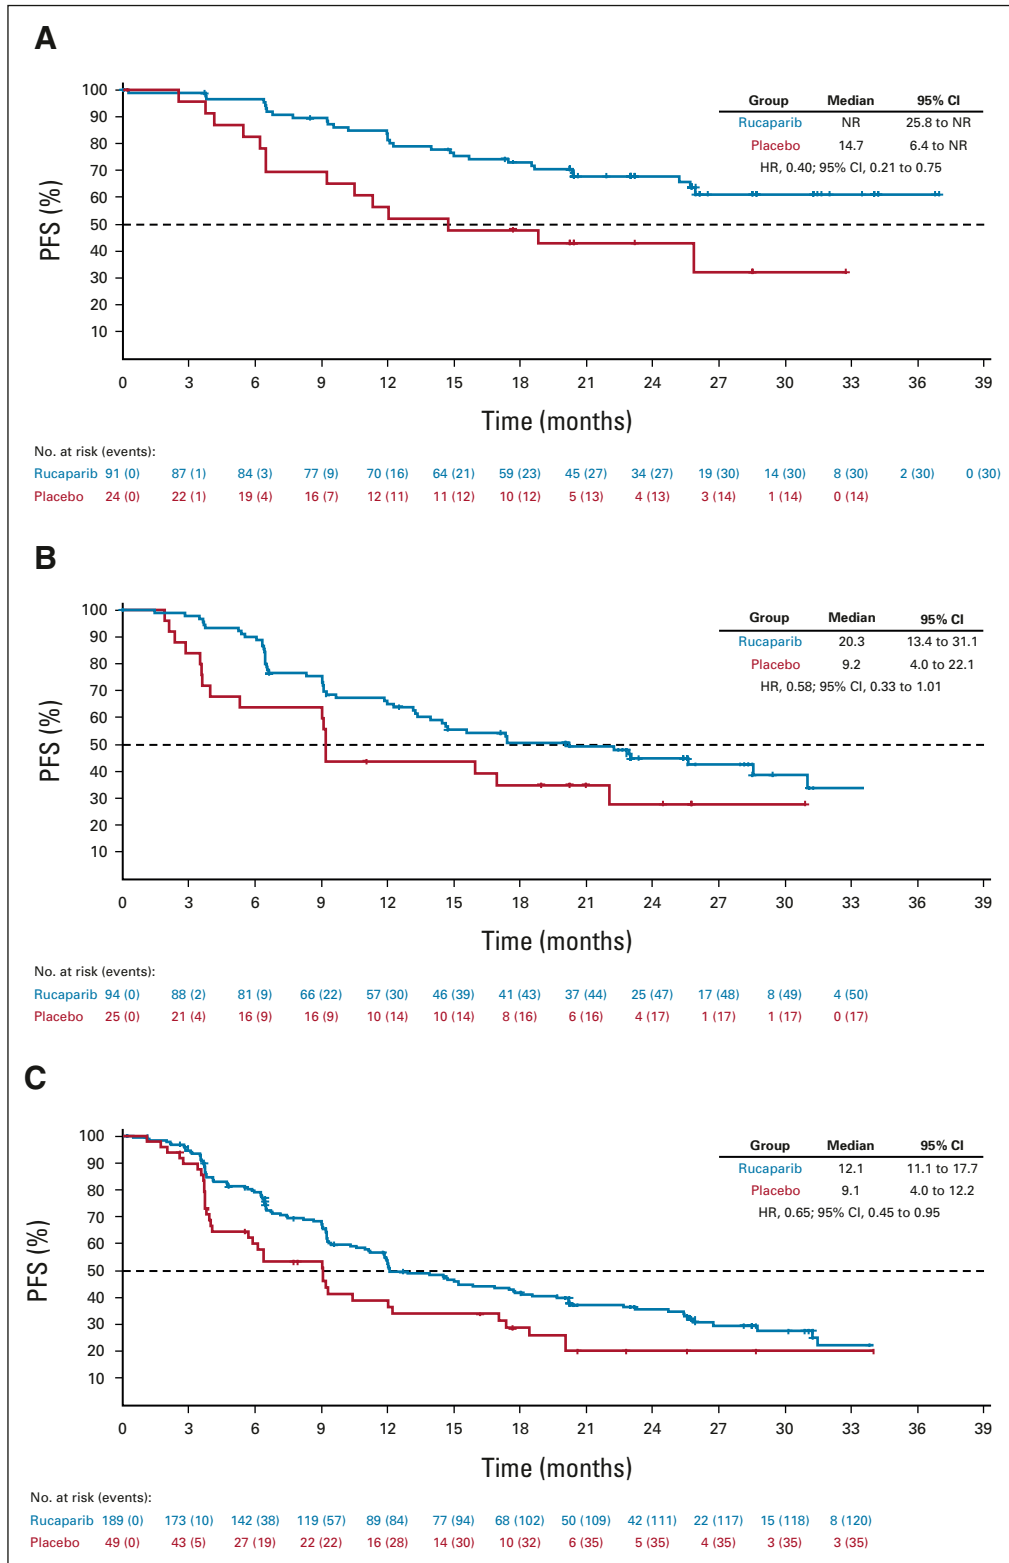 A
100
90
80
70
60
50
40
30
20
10
PFS (%)
Group Median 95% CI
Rucaparib NR 25.8 to NR
Placebo 14.7 6.4 to NR
HR, 0.40; 95% CI, 0.21 to 0.75
0 3 6 9 12 15 18 21 24 27 30 33 36 39
Time (months)
No. at risk (events):
Rucaparib 91 (0) 87 (1) 84 (3) 77 (9) 70 (16) 64 (21) 59 (23) 45 (27) 34 (27) 19 (30) 14 (30) 8 (30) 2 (30) 0 (30)
Placebo 24 (0) 22 (1) 19 (4) 16 (7) 12 (11) 11 (12) 10 (12) 5 (13) 4 (13) 3 (14) 1 (14) 0 (14)
B
100
90
80
70
60
50
40
30
20
10
PFS (%)
Group Median 95% CI
Rucaparib 20.3 13.4 to 31.1
Placebo 9.2 4.0 to 22.1
HR, 0.58; 95% CI, 0.33 to 1.01
0 3 6 9 12 15 18 21 24 27 30 33 36 39
Time (months)
No. at risk (events):
Rucaparib 94 (0) 88 (2) 81 (9) 66 (22) 57 (30) 46 (39) 41 (43) 37 (44) 25 (47) 17 (48) 8 (49) 4 (50)
Placebo 25 (0) 21 (4) 16 (9) 16 (9) 10 (14) 10 (14) 8 (16) 6 (16) 4 (17) 1 (17) 1 (17) 0 (17)
C
100
90
80
70
60
50
40
30
20
10
PFS (%)
Group Median 95% CI
Rucaparib 12.1 11.1 to 17.7
Placebo 9.1 4.0 to 12.2
HR, 0.65; 95% CI, 0.45 to 0.95
0 3 6 9 12 15 18 21 24 27 30 33 36 39
Time (months)
No. at risk (events):
Rucaparib 189 (0) 173 (10) 142 (38) 119 (57) 89 (84) 77 (94) 68 (102) 50 (109) 42 (111) 22 (117) 15 (118) 8 (120)
Placebo 49 (0) 43 (5) 27 (19) 22 (22) 16 (28) 14 (30) 10 (32) 6 (35) 5 (35) 4 (35) 3 (35) 3 (35)